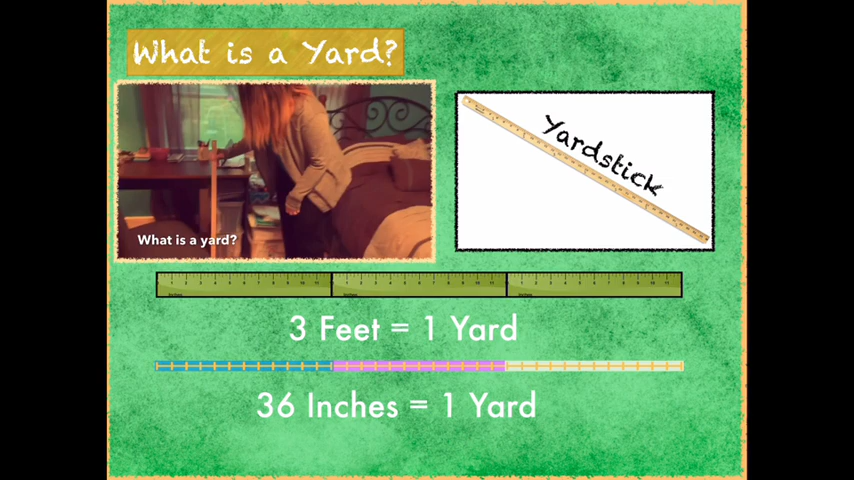 What is a Yard?
What is a yard?
Yardstick
3 Feet = 1 Yard
36 Inches = 1 Yard